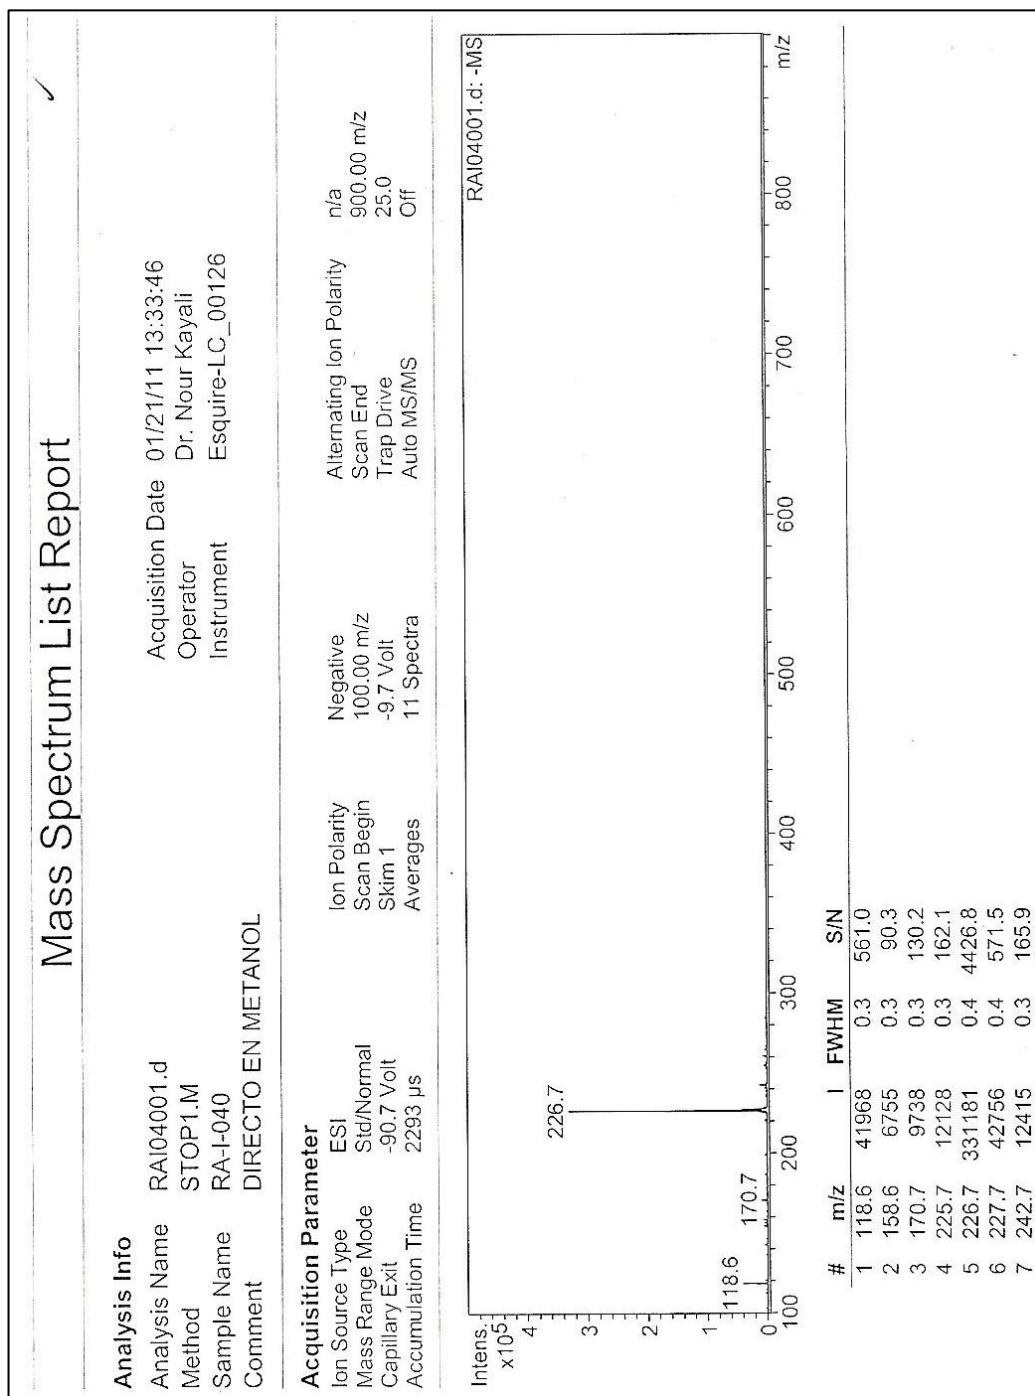 Mass Spectrum List Report
Analysis Info
Analysis Name RAI04001.d Acquisition Date 01/21/11 13:33:46
Method STOP1.M Operator Dr. Nour Kayali
Sample Name RA-I-040 Instrument Esquire-LC_00126
Comment DIRECTO EN METANOL
Acquisition Parameter
Ion Source Type ESI Ion Polarity Negative Alternating Ion Polarity n/a
Mass Range Mode Std/Normal Scan Begin 100.00 m/z Scan End 900.00 m/z
Capillary Exit -90.7 Volt Skim 1 -9.7 Volt Trap Drive 25.0
Accumulation Time 2293 µs Averages 11 Spectra Auto MS/MS Off
Intens.
x10⁵
RAI04001.d: -MS
4
3
2
1
0
226.7
118.6
170.7
100 200 300 400 500 600 700 800 m/z
# m/z I FWHM S/N
1 118.6 41968 0.3 561.0
2 158.6 6755 0.3 90.3
3 170.7 9738 0.3 130.2
4 225.7 12128 0.3 162.1
5 226.7 331181 0.4 4426.8
6 227.7 42756 0.4 571.5
7 242.7 12415 0.3 165.9